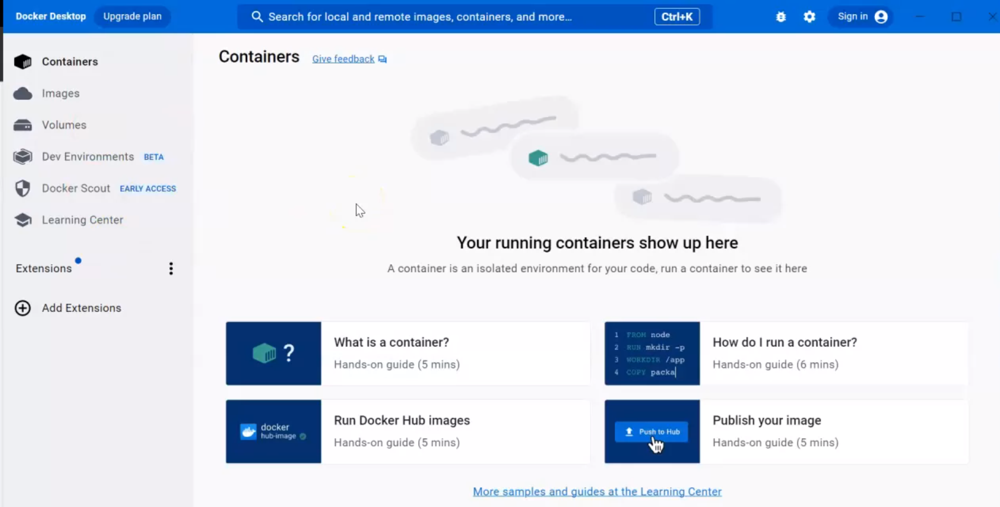 Docker Desktop
Upgrade plan
Search for local and remote images, containers, and more...
Ctrl+K
Sign in
Containers
Images
Volumes
Dev Environments BETA
Docker Scout EARLY ACCESS
Learning Center
Extensions
Add Extensions
Containers
Give feedback
Your running containers show up here
A container is an isolated environment for your code, run a container to see it here
?
What is a container?
Hands-on guide (5 mins)
1 FROM node
2 RUN mkdir -p
3 WORKDIR /app
4 COPY packa
How do I run a container?
Hands-on guide (6 mins)
docker
hub-image
Run Docker Hub images
Hands-on guide (5 mins)
Push to Hub
Publish your image
Hands-on guide (5 mins)
More samples and guides at the Learning Center